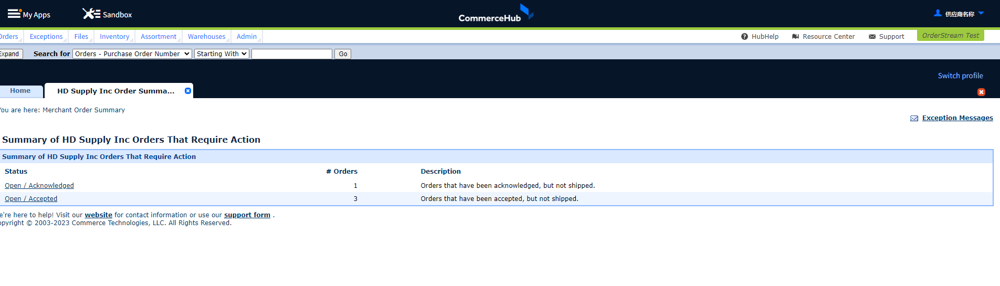 My Apps Sandbox CommerceHub 供应商名称
Orders Exceptions Files Inventory Assortment Warehouses Admin HubHelp Resource Center Support OrderStream Test
Expand Search for Orders - Purchase Order Number Starting With Go
Switch profile
Home HD Supply Inc Order Summa...
You are here: Merchant Order Summary
Exception Messages
Summary of HD Supply Inc Orders That Require Action
Summary of HD Supply Inc Orders That Require Action
Status # Orders Description
Open / Acknowledged 1 Orders that have been acknowledged, but not shipped.
Open / Accepted 3 Orders that have been accepted, but not shipped.
e're here to help! Visit our website for contact information or use our support form .
opyright © 2003-2023 Commerce Technologies, LLC. All Rights Reserved.